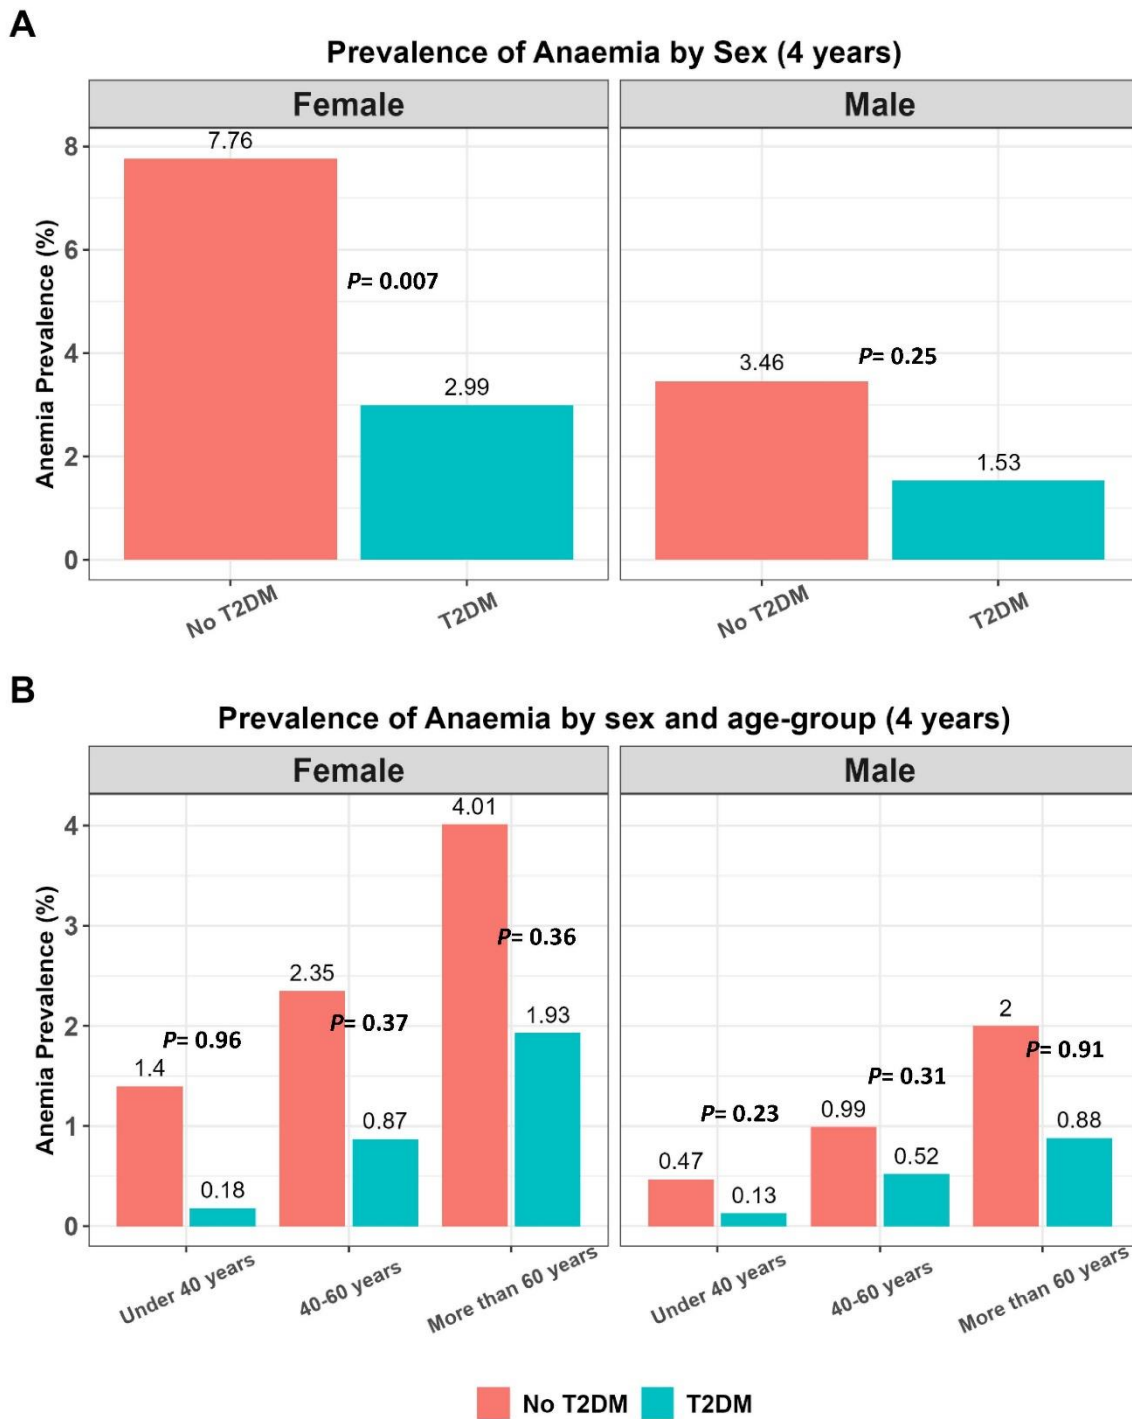 A
Prevalence of Anaemia by Sex (4 years)
Female
Male
Anemia Prevalence (%)
8
6
4
2
0
7.76
P= 0.007
2.99
3.46
P= 0.25
1.53
No T2DM
T2DM
No T2DM
T2DM
B
Prevalence of Anaemia by sex and age-group (4 years)
Female
Male
Anemia Prevalence (%)
4
3
2
1
0
1.4
P= 0.96
0.18
2.35
P= 0.37
0.87
4.01
P= 0.36
1.93
0.47
P= 0.23
0.13
0.99
P= 0.31
0.52
2
P= 0.91
0.88
Under 40 years
40-60 years
More than 60 years
Under 40 years
40-60 years
More than 60 years
No T2DM
T2DM